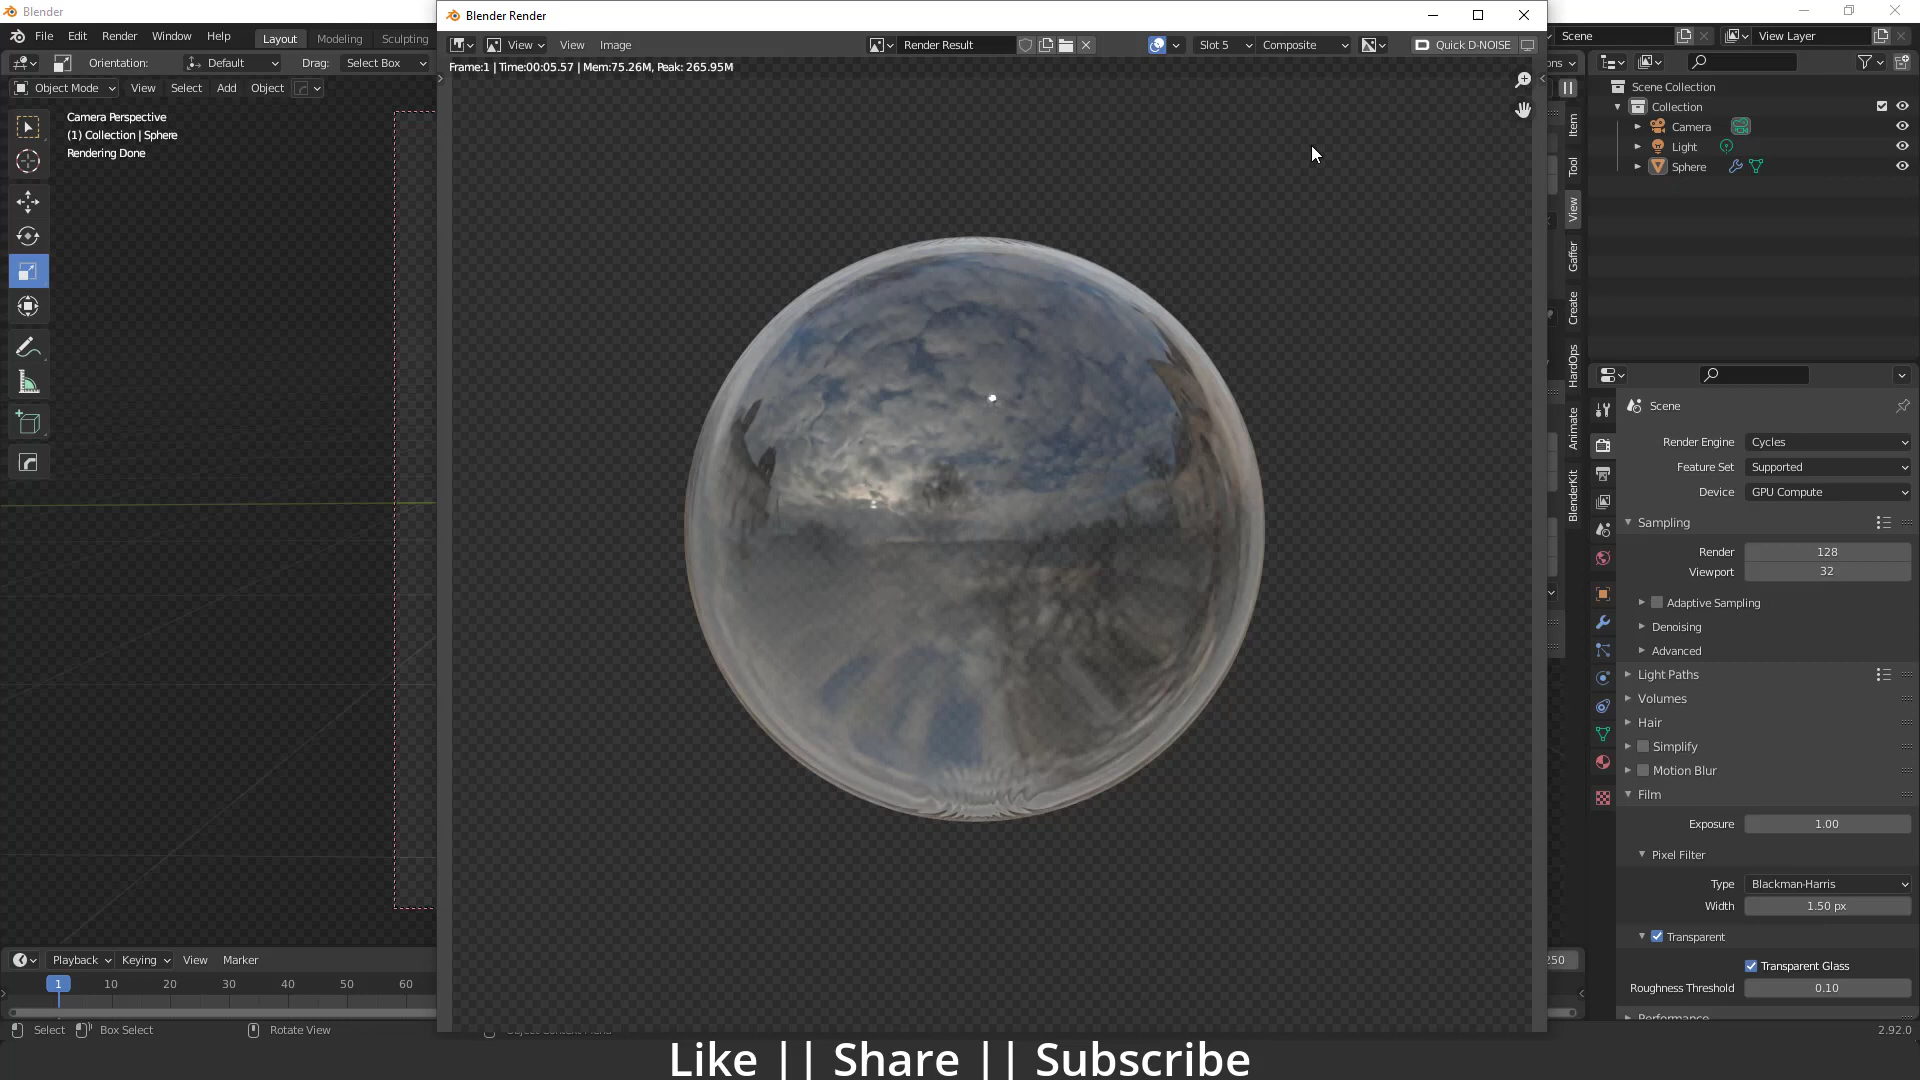 Blender
Blender Render
File Edit Render Window Help Layout Modeling Sculpting
View View Image Render Result Slot 5 Composite Quick D-NOISE
Scene View Layer
Orientation: Default Drag: Select Box
Frame:1 | Time:00:05.57 | Mem:75.26M, Peak: 265.95M
ons
Object Mode View Select Add Object
Camera Perspective
(1) Collection | Sphere
Rendering Done
Scene Collection
Collection
Camera
Light
Sphere
Item
Tool
View
Gaffer
Create
HardOps
Animate
BlenderKit
Scene
Render Engine Cycles
Feature Set Supported
Device GPU Compute
Sampling
Render 128
Viewport 32
Adaptive Sampling
Denoising
Advanced
Light Paths
Volumes
Hair
Simplify
Motion Blur
Film
Exposure 1.00
Pixel Filter
Type Blackman-Harris
Width 1.50 px
Transparent
Transparent Glass
Roughness Threshold 0.10
Performance
Playback Keying View Marker
250
1 10 20 30 40 50 60
Select Box Select Rotate View Object Context Menu
2.92.0
Like || Share || Subscribe